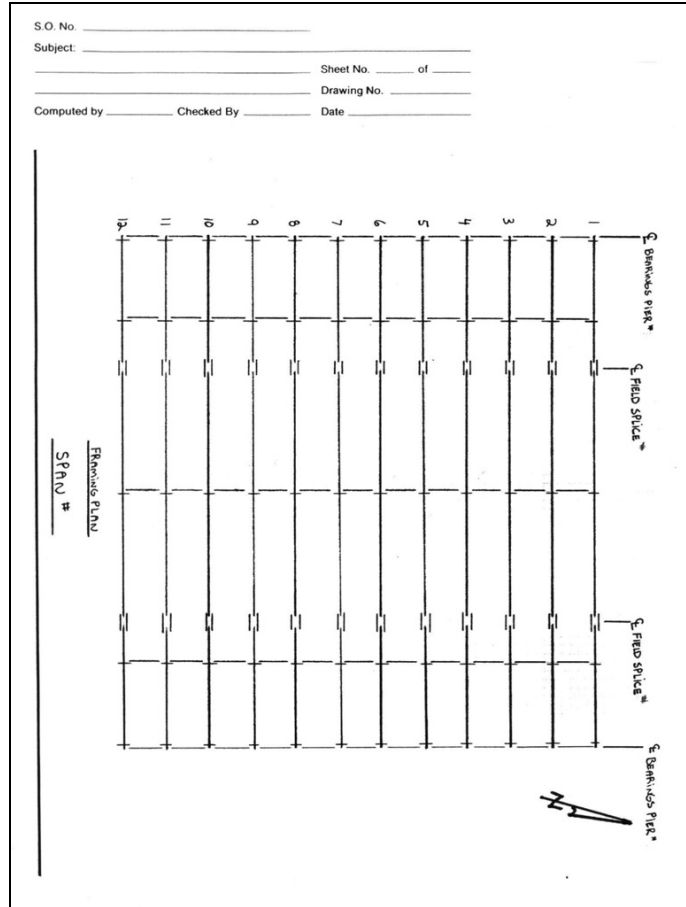 S.O. No.
Subject:
Sheet No. of
Drawing No.
Computed by Checked By Date
12 11 10 9 8 7 6 5 4 3 2 1
℄ BEARINGS PIER #
℄ FIELD SPLICE #
℄ FIELD SPLICE #
℄ BEARINGS PIER #
FRAMING PLAN
SPAN #
N